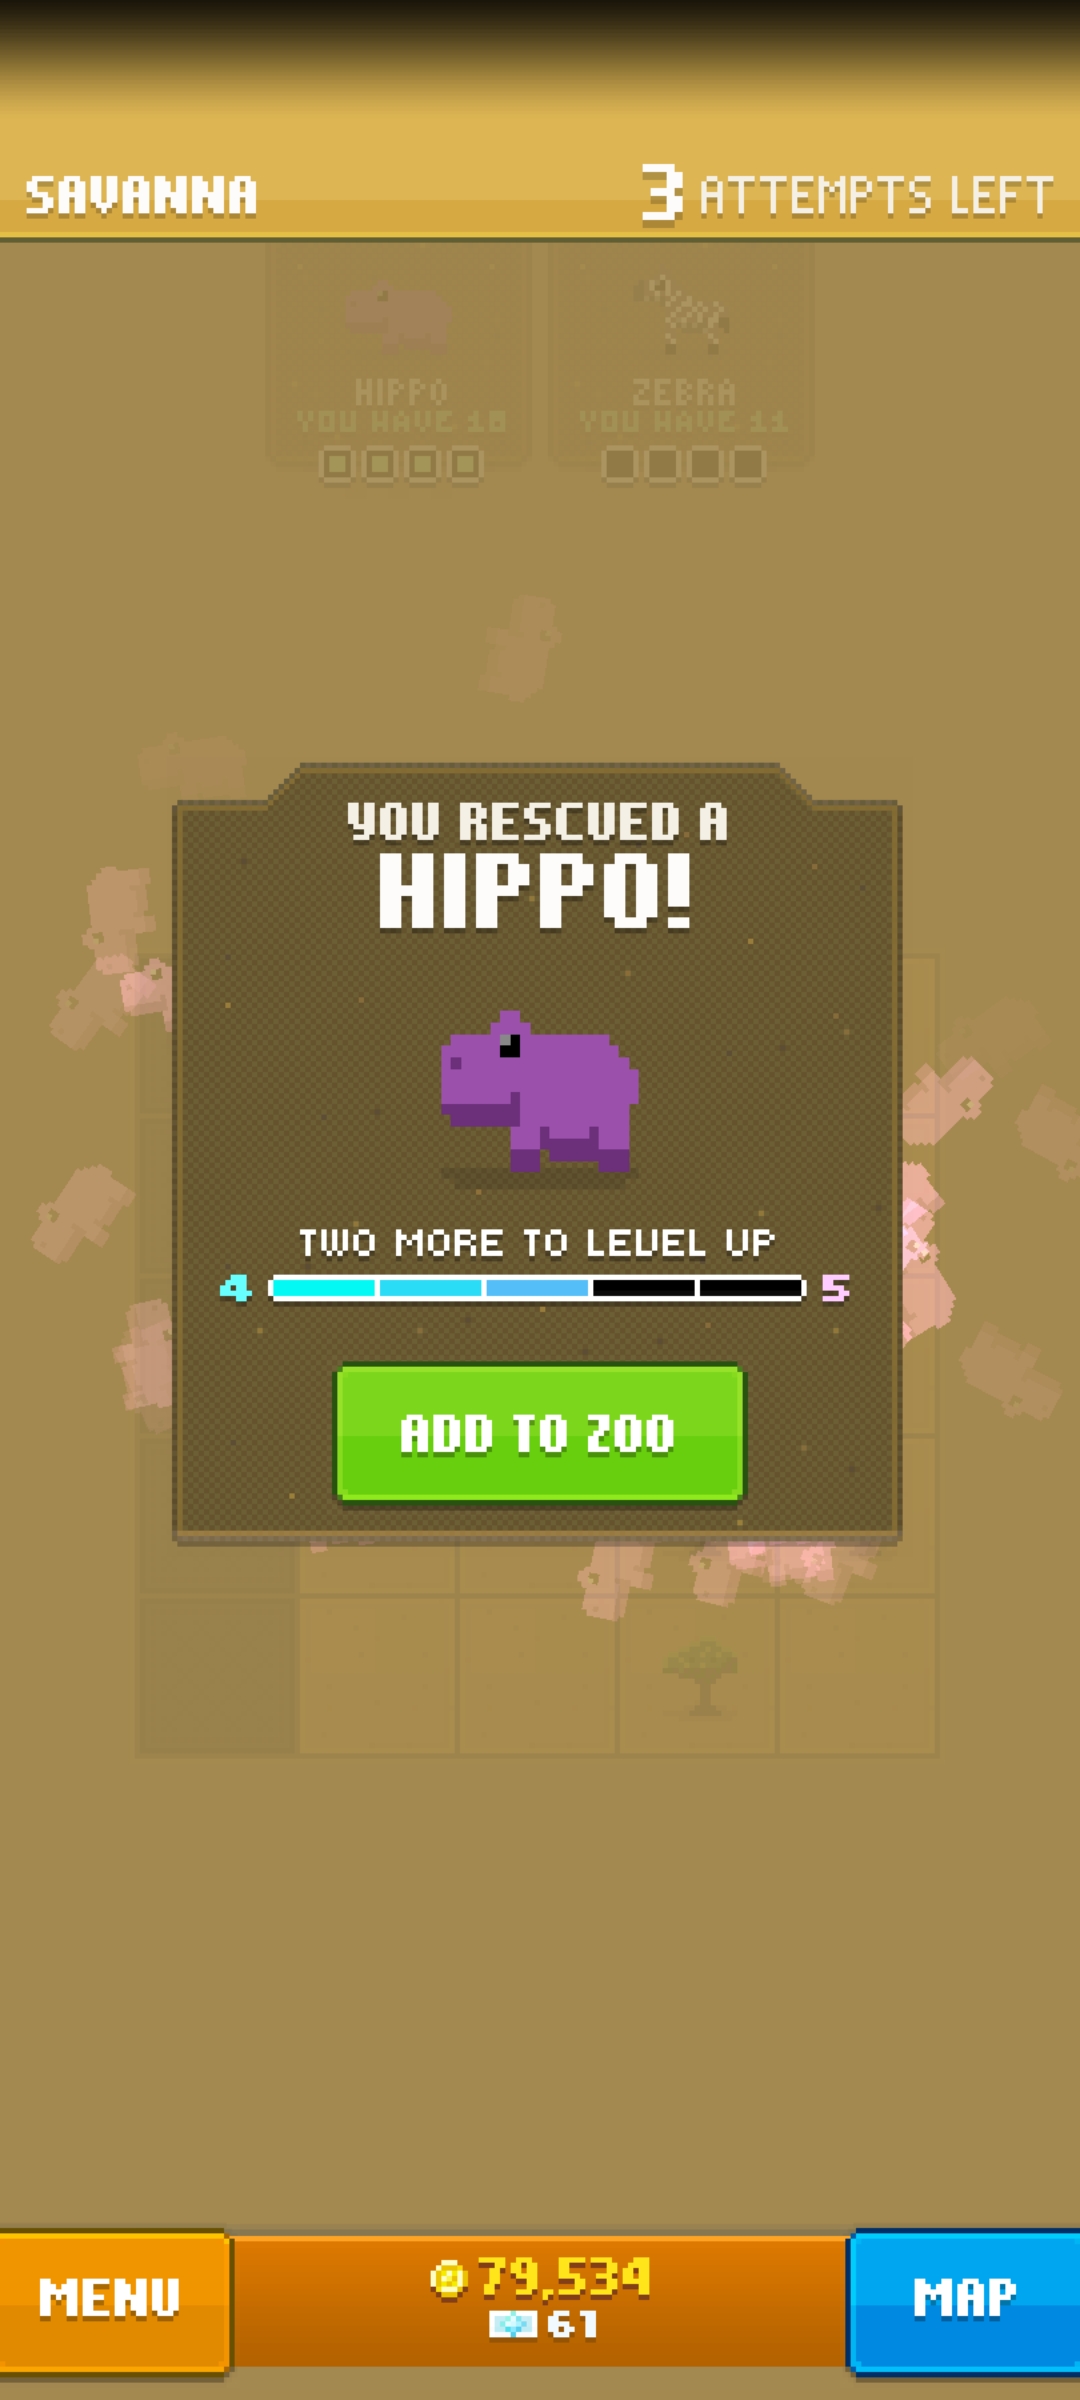 SAVANNA
3 ATTEMPTS LEFT
HIPPO
ZEBRA
YOU HAVE 10
YOU HAVE 11
YOU RESCUED A
HIPPO!
TWO MORE TO LEVEL UP
4
5
ADD TO ZOO
MENU
79,534
61
MAP